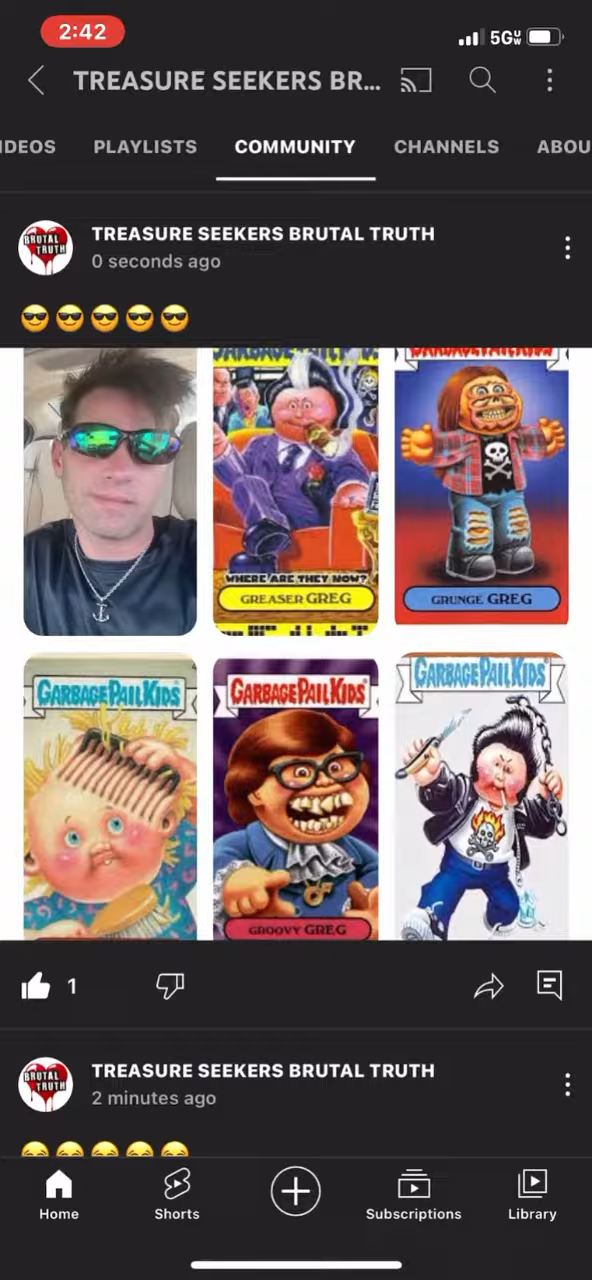 2:42
5G UW
TREASURE SEEKERS BR...
IDEOS PLAYLISTS COMMUNITY CHANNELS ABOU
BRUTAL
TRUTH
TREASURE SEEKERS BRUTAL TRUTH
0 seconds ago
WHERE ARE THEY NOW?
GREASER GREG
GRUNGE GREG
GARBAGE PAIL KIDS
GARBAGE PAIL KIDS
GARBAGE PAIL KIDS
GROOVY GREG
1
BRUTAL
TRUTH
TREASURE SEEKERS BRUTAL TRUTH
2 minutes ago
Home
Shorts
Subscriptions
Library